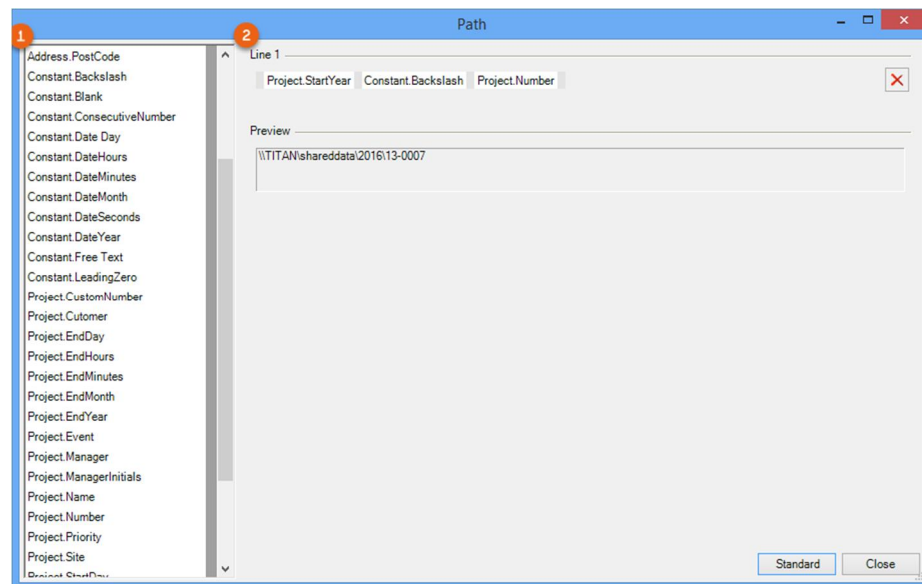 Path
1
2
Address.PostCode
Constant.Backslash
Constant.Blank
Constant.ConsecutiveNumber
Constant.Date Day
Constant.DateHours
Constant.DateMinutes
Constant.DateMonth
Constant.DateSeconds
Constant.DateYear
Constant.Free Text
Constant.LeadingZero
Project.CustomNumber
Project.Cutomer
Project.EndDay
Project.EndHours
Project.EndMinutes
Project.EndMonth
Project.EndYear
Project.Event
Project.Manager
Project.ManagerInitials
Project.Name
Project.Number
Project.Priority
Project.Site
Project.StartDay
Line 1
Project.StartYear Constant.Backslash Project.Number
Preview
\\TITAN\shareddata\2016\13-0007
Standard Close